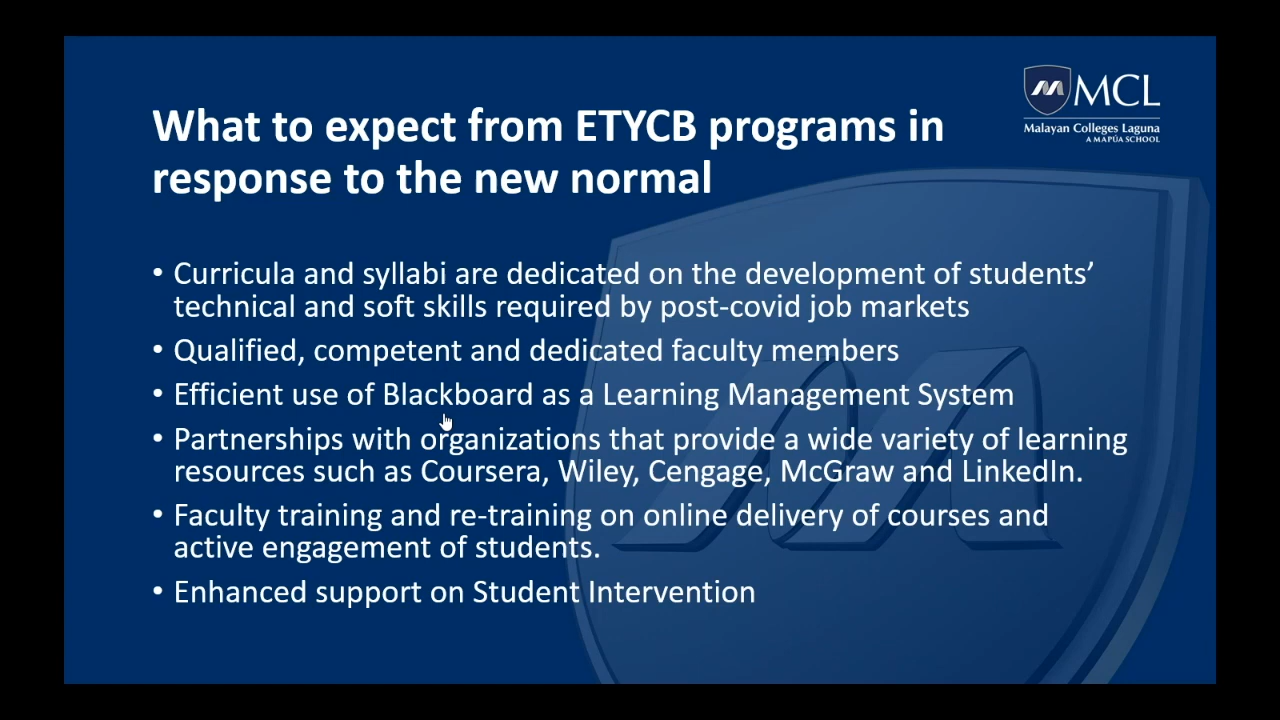 MCL
Malayan Colleges Laguna
A MAPÚA SCHOOL
What to expect from ETYCB programs in
response to the new normal
• Curricula and syllabi are dedicated on the development of students’
technical and soft skills required by post-covid job markets
• Qualified, competent and dedicated faculty members
• Efficient use of Blackboard as a Learning Management System
• Partnerships with organizations that provide a wide variety of learning
resources such as Coursera, Wiley, Cengage, McGraw and LinkedIn.
• Faculty training and re-training on online delivery of courses and
active engagement of students.
• Enhanced support on Student Intervention